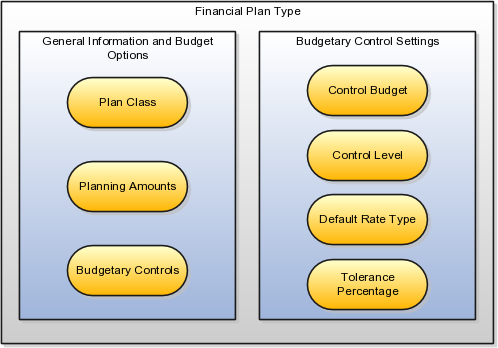 Financial Plan Type
General Information and Budget
Options
Plan Class
Planning Amounts
Budgetary Controls
Budgetary Control Settings
Control Budget
Control Level
Default Rate Type
Tolerance
Percentage